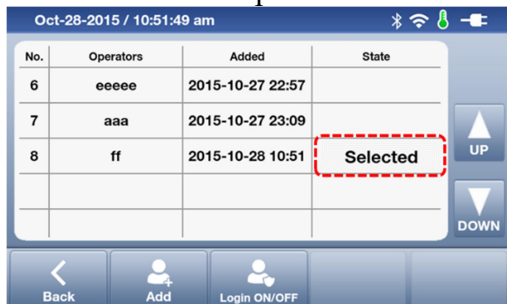 Oct-28-2015 / 10:51:49 am
No. Operators Added State
6 eeeee 2015-10-27 22:57
7 aaa 2015-10-27 23:09
8 ff 2015-10-28 10:51 Selected
UP
DOWN
Back Add Login ON/OFF